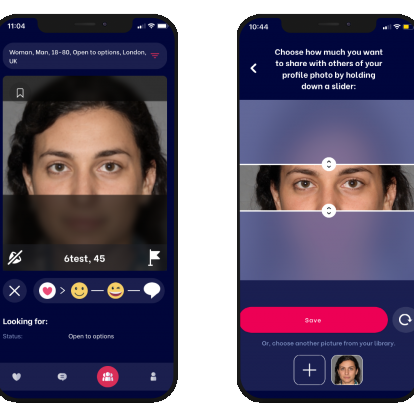 11:04
Woman, Man, 18-80, Open to options, London,
UK
6test, 45
Looking for:
Status: Open to options
10:44
Choose how much you want
to share with others of your
profile photo by holding
down a slider:
Save
Or, choose another picture from your library.